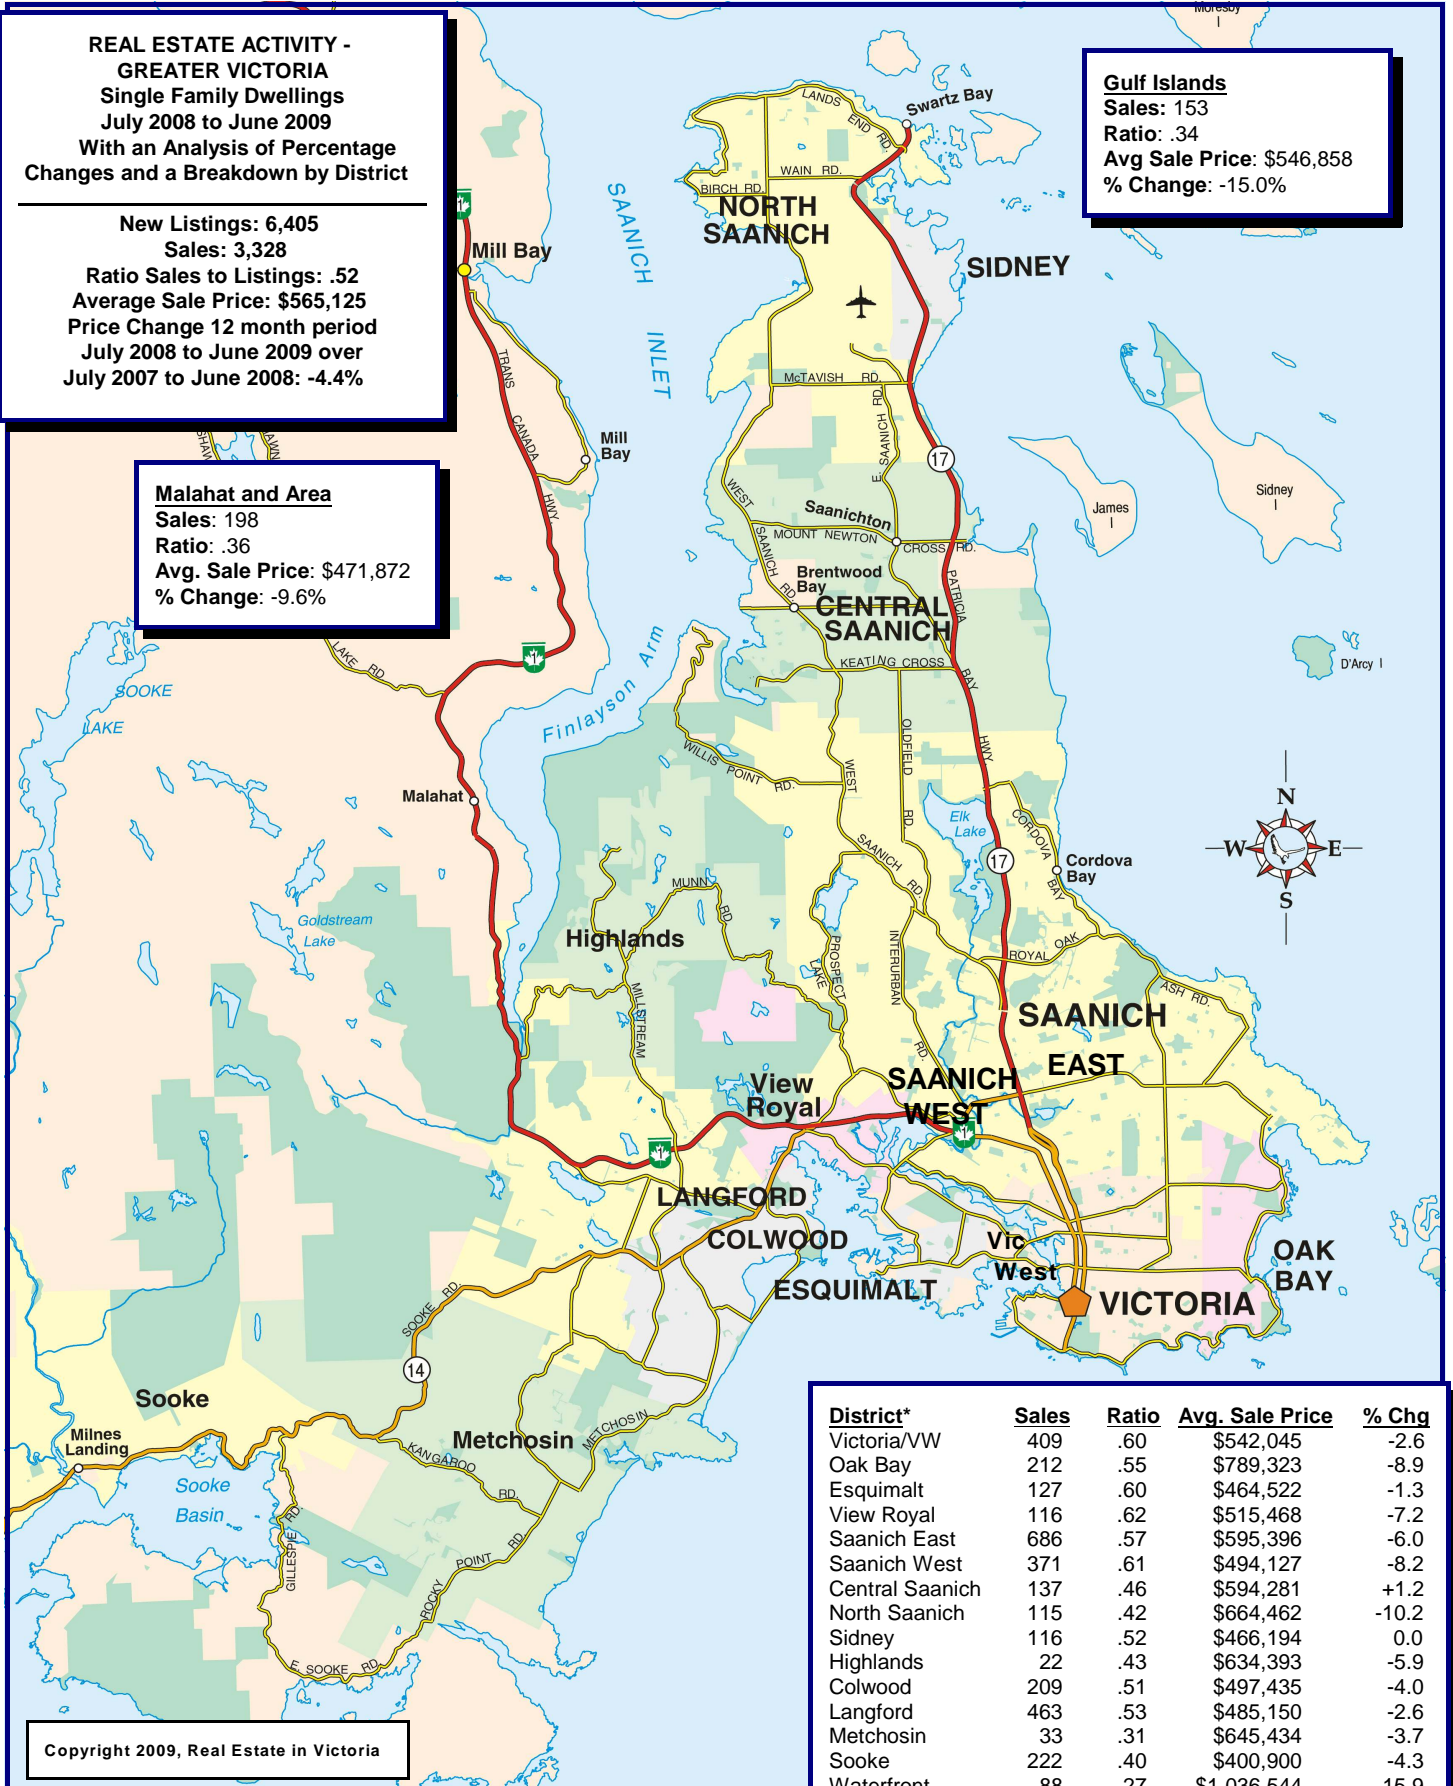 REAL ESTATE ACTIVITY -
GREATER VICTORIA
Single Family Dwellings
July 2008 to June 2009
With an Analysis of Percentage
Changes and a Breakdown by District
New Listings: 6,405
Sales: 3,328
Ratio Sales to Listings: .52
Average Sale Price: $565,125
Price Change 12 month period
July 2008 to June 2009 over
July 2007 to June 2008: -4.4%
Moresby
I
Gulf Islands
Sales: 153
Ratio: .34
Avg Sale Price: $546,858
% Change: -15.0%
Swartz Bay
LANDS
END
RD.
WAIN RD.
BIRCH RD.
NORTH
SAANICH
SIDNEY
SAANICH
INLET
1
Mill Bay
TRANS
CANADA
HWY.
Mill
Bay
McTAVISH RD.
E. SAANICH RD.
17
WEST
SAANICH
RD.
Saanichton
MOUNT NEWTON
CROSS RD.
James
I
Sidney
I
Malahat and Area
Sales: 198
Ratio: .36
Avg. Sale Price: $471,872
% Change: -9.6%
Brentwood
Bay
CENTRAL
SAANICH
PATRICIA
BAY
HWY.
KEATING CROSS
D'Arcy I
LAKE RD.
1
SOOKE
LAKE
Finlayson Arm
WILLIS POINT RD.
OLDFIELD
RD.
WEST
SAANICH
RD.
Malahat
Elk
Lake
CORDOVA
BAY
17
Cordova
Bay
N
W
E
S
Goldstream
Lake
MUNN
RD.
Highlands
MILLSTREAM
PROSPECT
LAKE
INTERURBAN
RD.
ROYAL OAK
ASH RD.
SAANICH
EAST
SAANICH
WEST
View
Royal
1
1
LANGFORD
COLWOOD
ESQUIMALT
Vic
West
VICTORIA
OAK
BAY
SOOKE RD.
14
Sooke
Milnes
Landing
Metchosin
METCHOSIN
KANGAROO
RD.
Sooke
Basin
GILLESPIE RD.
ROCKY
POINT
RD.
E. SOOKE RD.
District* Sales Ratio Avg. Sale Price % Chg
Victoria/VW 409 .60 $542,045 -2.6
Oak Bay 212 .55 $789,323 -8.9
Esquimalt 127 .60 $464,522 -1.3
View Royal 116 .62 $515,468 -7.2
Saanich East 686 .57 $595,396 -6.0
Saanich West 371 .61 $494,127 -8.2
Central Saanich 137 .46 $594,281 +1.2
North Saanich 115 .42 $664,462 -10.2
Sidney 116 .52 $466,194 0.0
Highlands 22 .43 $634,393 -5.9
Colwood 209 .51 $497,435 -4.0
Langford 463 .53 $485,150 -2.6
Metchosin 33 .31 $645,434 -3.7
Sooke 222 .40 $400,900 -4.3
Waterfront 88 .27 $1,036,544 -15.9
Copyright 2009, Real Estate in Victoria